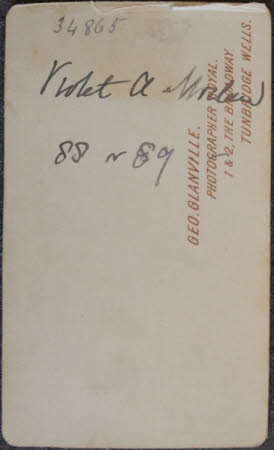 34865
Violet A
88 or 89
GEO. GLANVILLE.
PHOTOGRAPHER ROYAL.
1 & 2, THE BROADWAY.
TUNBRIDGE WELLS.